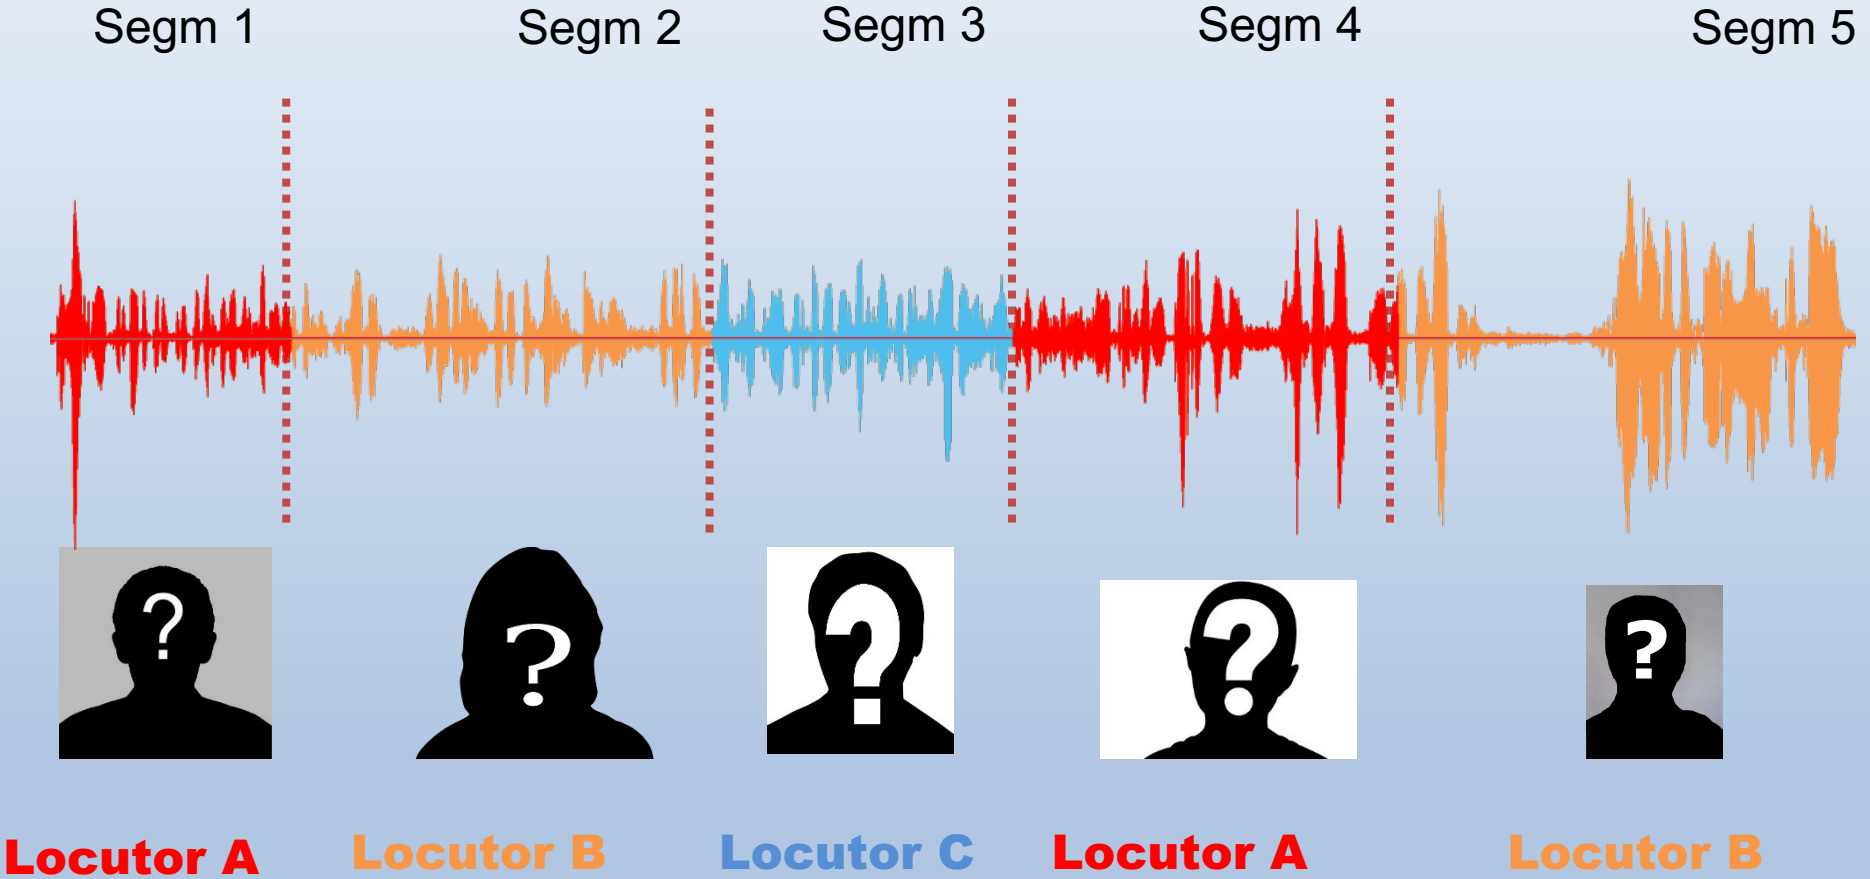 Segm 1
Segm 2
Segm 3
Segm 4
Segm 5
?
?
?
?
?
Locutor A
Locutor B
Locutor C
Locutor A
Locutor B